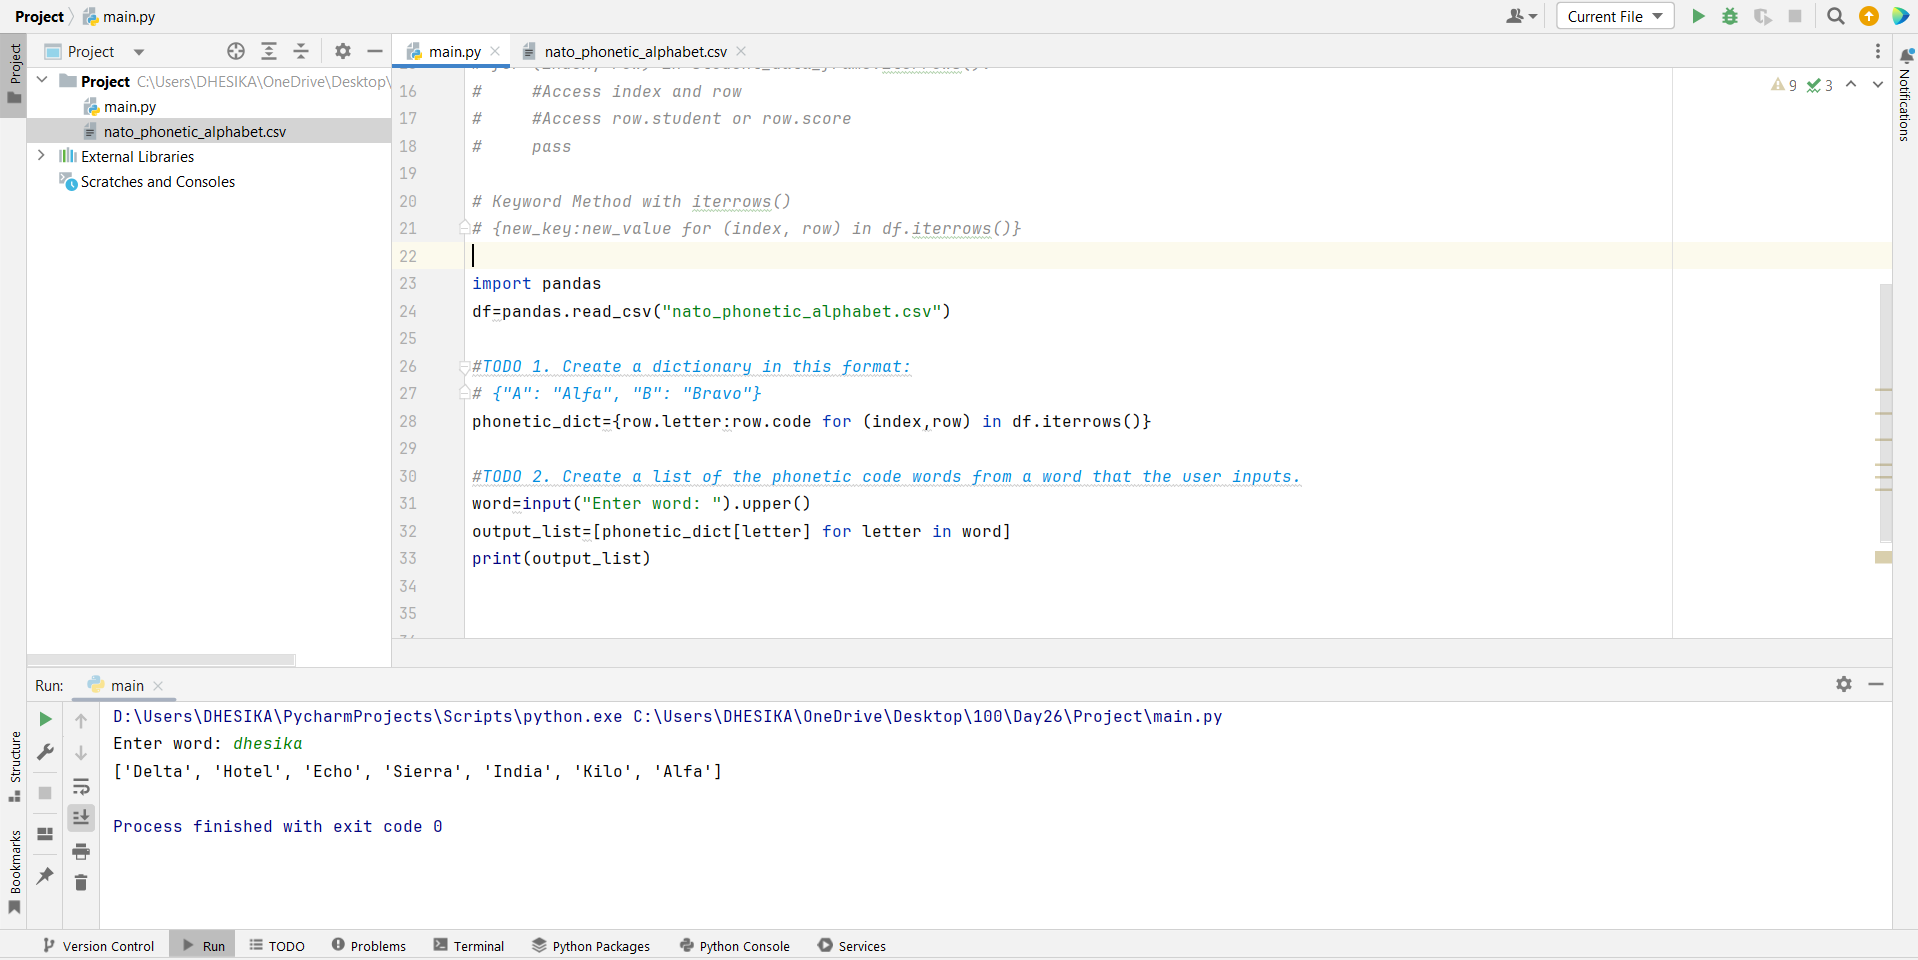 Project main.py Current File
Project
Project
main.py
nato_phonetic_alphabet.csv
Notifications
Project C:\Users\DHESIKA\OneDrive\Desktop\
main.py
nato_phonetic_alphabet.csv
External Libraries
Scratches and Consoles
9 3
16 #     #Access index and row
17 #     #Access row.student or row.score
18 #     pass
19
20 # Keyword Method with iterrows()
21 # {new_key:new_value for (index, row) in df.iterrows()}
22
23 import pandas
24 df=pandas.read_csv("nato_phonetic_alphabet.csv")
25
26 #TODO 1. Create a dictionary in this format:
27 # {"A": "Alfa", "B": "Bravo"}
28 phonetic_dict={row.letter:row.code for (index,row) in df.iterrows()}
29
30 #TODO 2. Create a list of the phonetic code words from a word that the user inputs.
31 word=input("Enter word: ").upper()
32 output_list=[phonetic_dict[letter] for letter in word]
33 print(output_list)
34
35
Run: main
D:\Users\DHESIKA\PycharmProjects\Scripts\python.exe C:\Users\DHESIKA\OneDrive\Desktop\100\Day26\Project\main.py
Enter word: dhesika
['Delta', 'Hotel', 'Echo', 'Sierra', 'India', 'Kilo', 'Alfa']
Process finished with exit code 0
Structure
Bookmarks
Version Control Run TODO Problems Terminal Python Packages Python Console Services